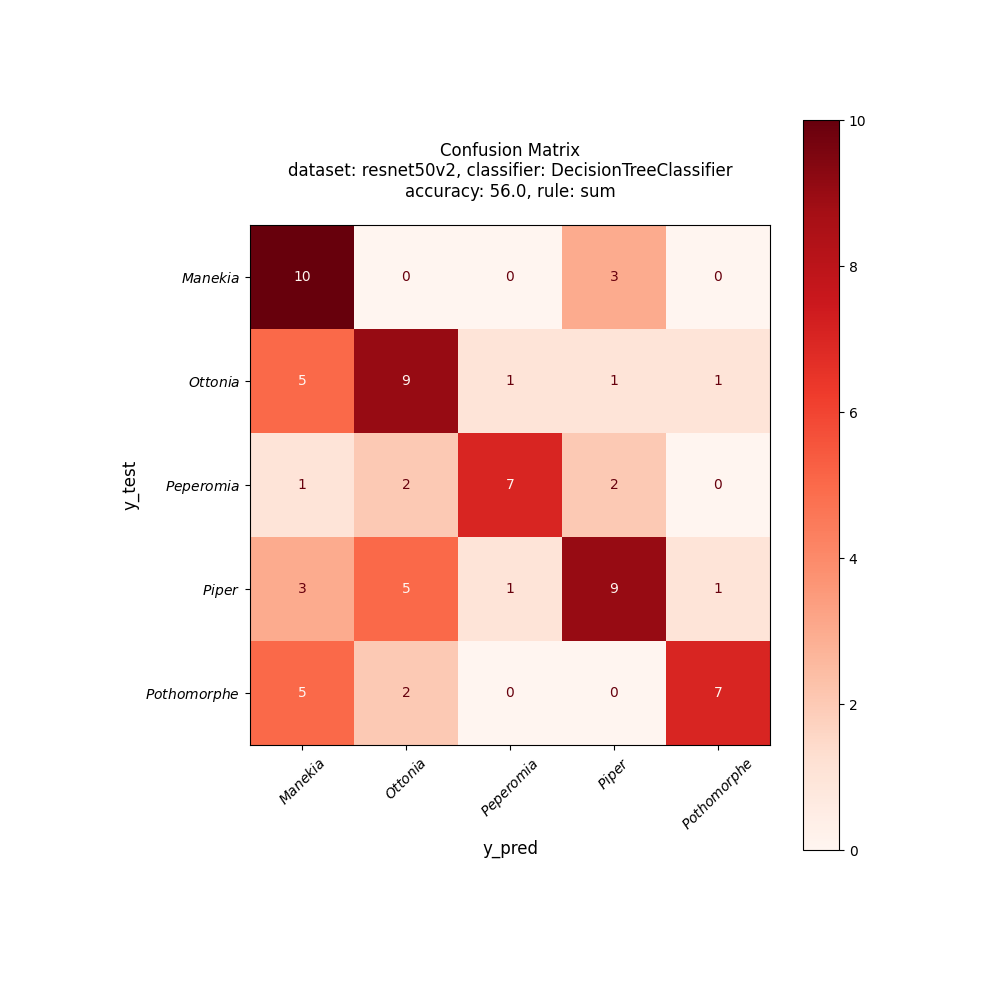 Confusion Matrix
dataset: resnet50v2, classifier: DecisionTreeClassifier
accuracy: 56.0, rule: sum
10
8
6
4
2
0
y_test
Manekia 10 0 0 3 0
Ottonia 5 9 1 1 1
Peperomia 1 2 7 2 0
Piper 3 5 1 9 1
Pothomorphe 5 2 0 0 7
Manekia Ottonia Peperomia Piper Pothomorphe
y_pred